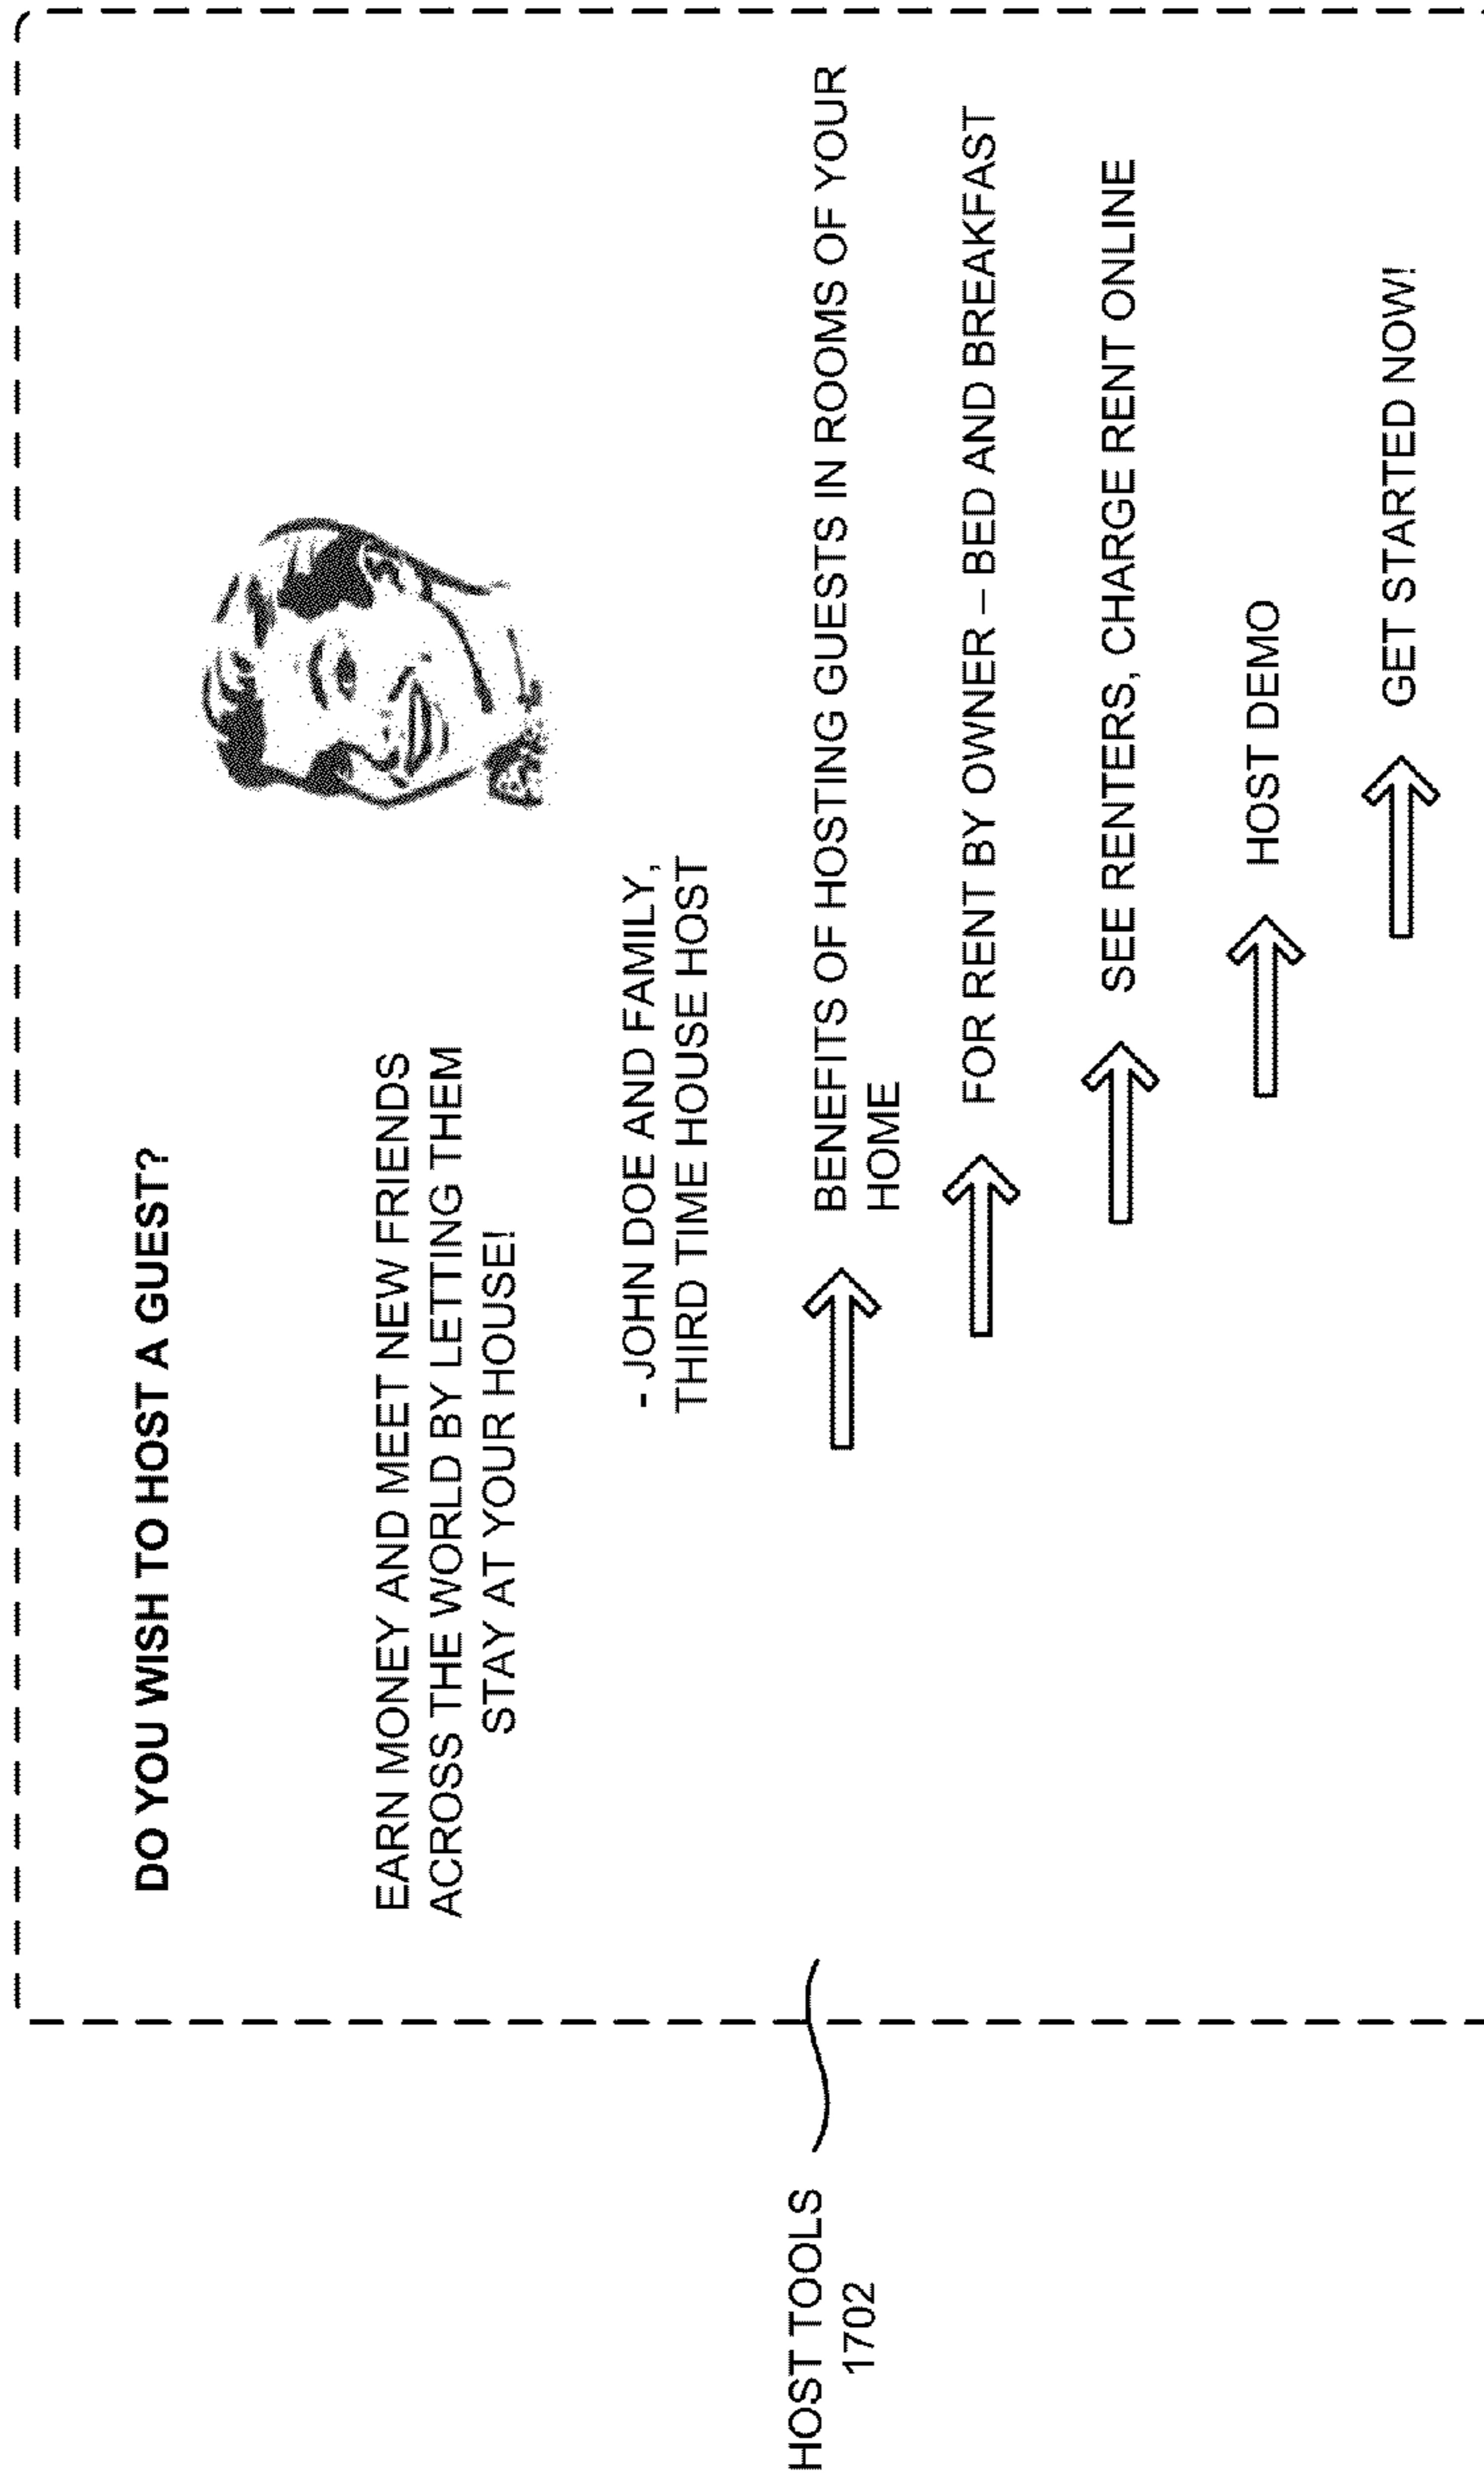 DO YOU WISH TO HOST A GUEST?
EARN MONEY AND MEET NEW FRIENDS
ACROSS THE WORLD BY LETTING THEM
STAY AT YOUR HOUSE!
- JOHN DOE AND FAMILY,
THIRD TIME HOUSE HOST
BENEFITS OF HOSTING GUESTS IN ROOMS OF YOUR
HOME
FOR RENT BY OWNER – BED AND BREAKFAST
SEE RENTERS, CHARGE RENT ONLINE
HOST DEMO
GET STARTED NOW!
HOST TOOLS
1702